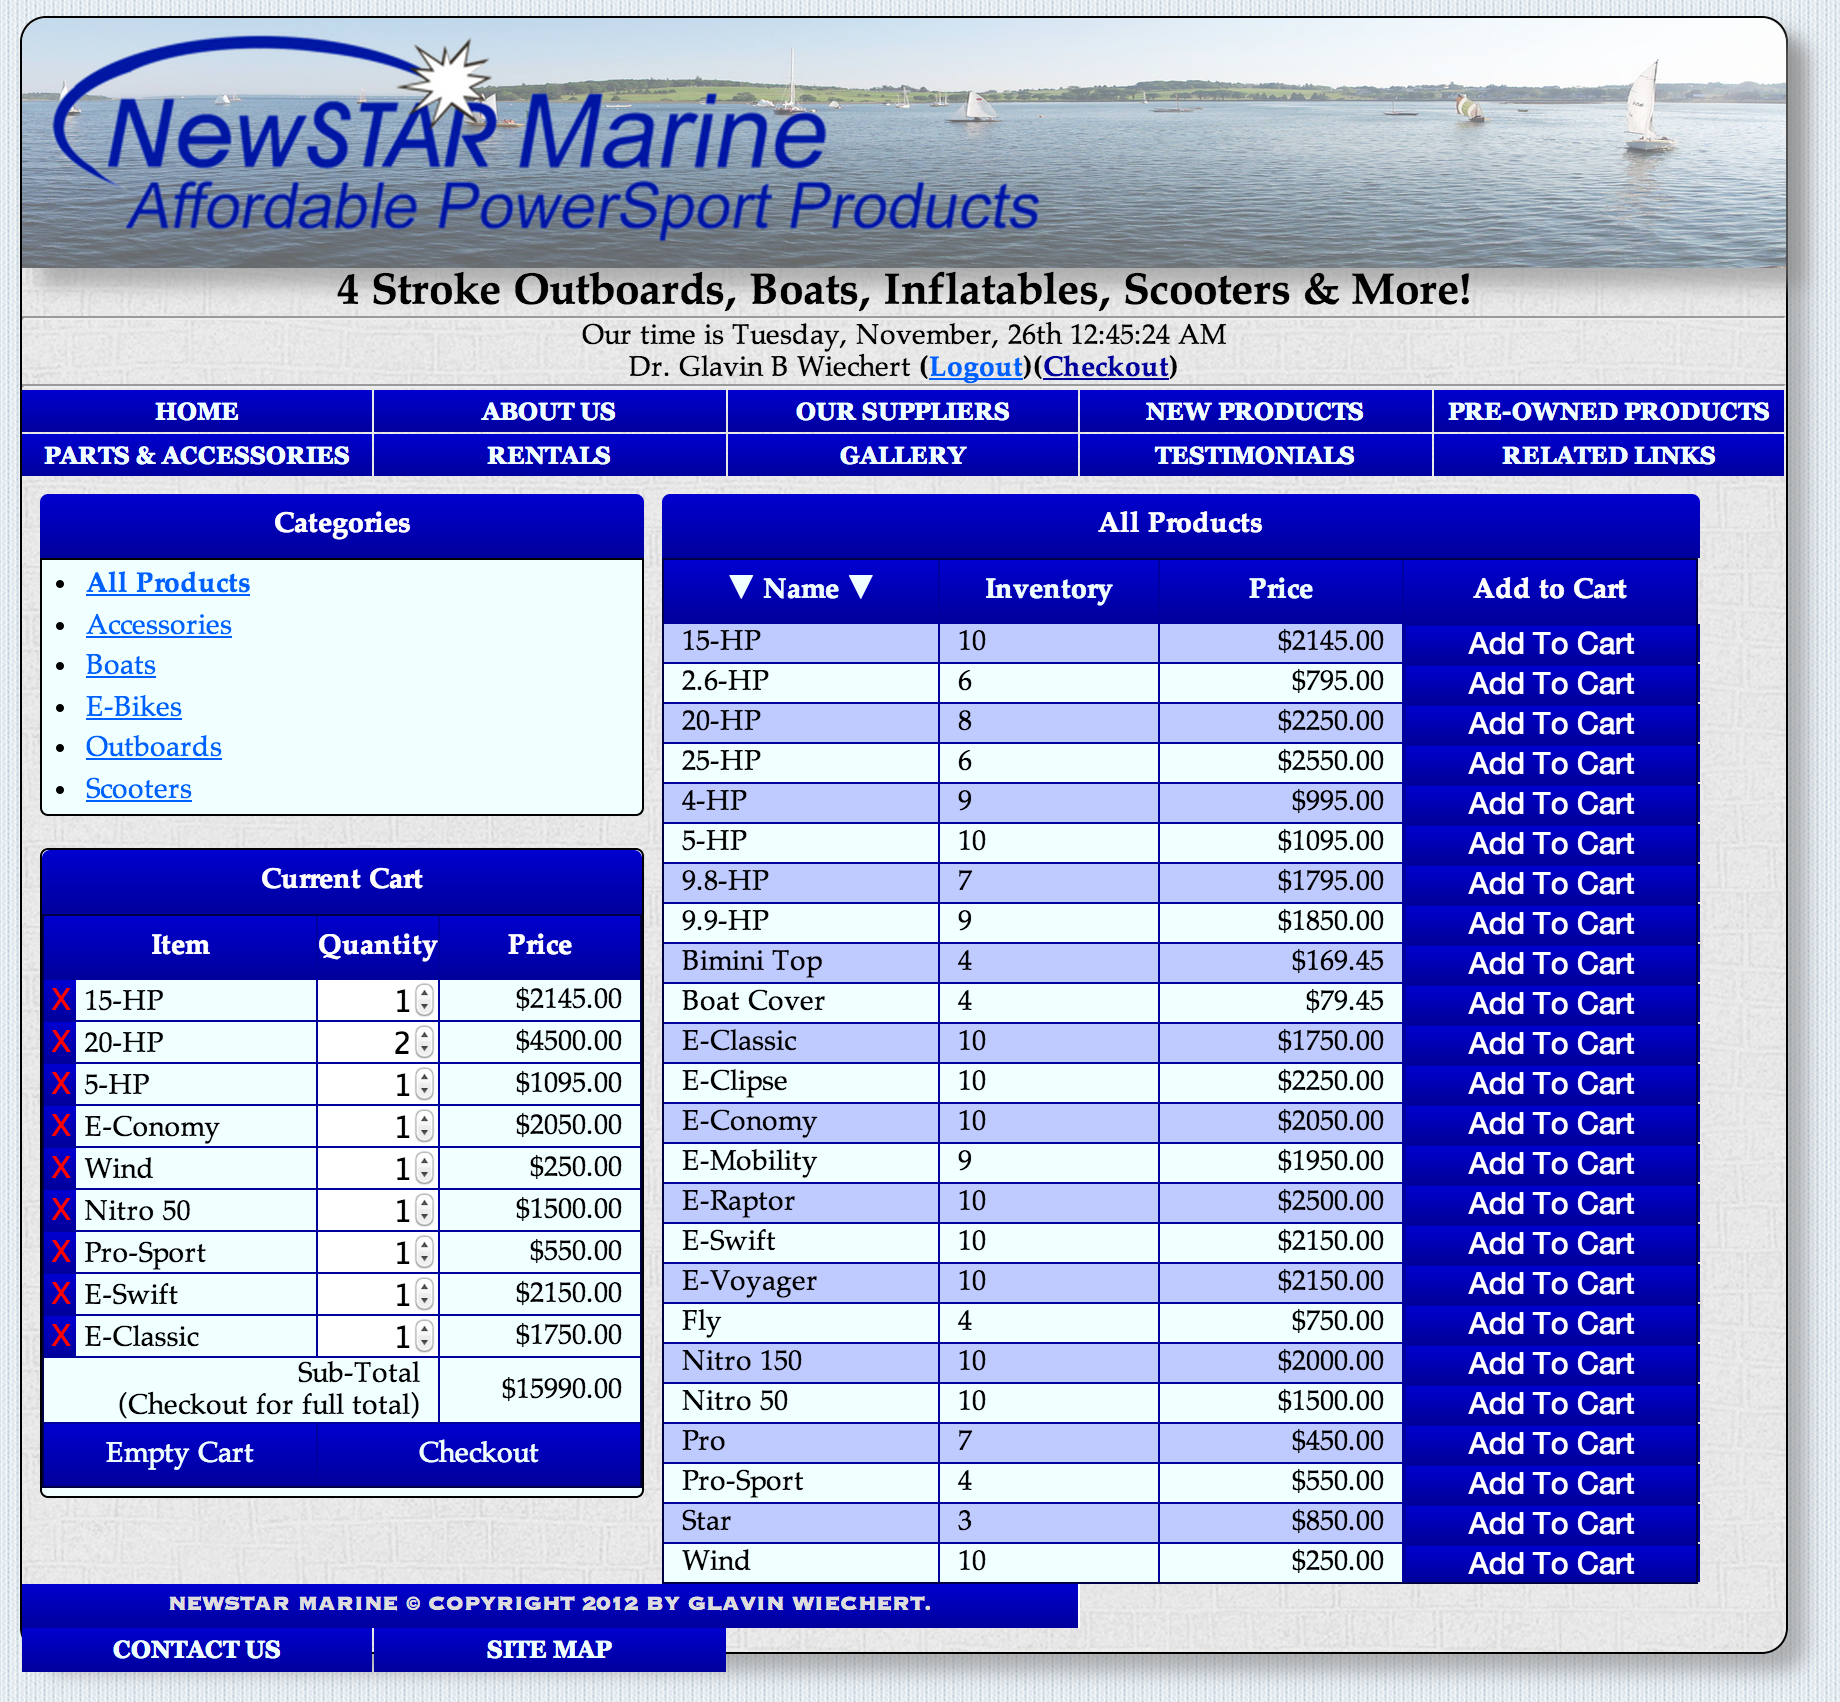 NewSTAR Marine
Affordable PowerSport Products
4 Stroke Outboards, Boats, Inflatables, Scooters & More!
Our time is Tuesday, November, 26th 12:45:24 AM
Dr. Glavin B Wiechert (Logout)(Checkout)
HOME ABOUT US OUR SUPPLIERS NEW PRODUCTS PRE-OWNED PRODUCTS
PARTS & ACCESSORIES RENTALS GALLERY TESTIMONIALS RELATED LINKS
Categories
• All Products
• Accessories
• Boats
• E-Bikes
• Outboards
• Scooters
Current Cart
Item Quantity Price
X 15-HP 1 $2145.00
X 20-HP 2 $4500.00
X 5-HP 1 $1095.00
X E-Conomy 1 $2050.00
X Wind 1 $250.00
X Nitro 50 1 $1500.00
X Pro-Sport 1 $550.00
X E-Swift 1 $2150.00
X E-Classic 1 $1750.00
Sub-Total
(Checkout for full total) $15990.00
Empty Cart Checkout
All Products
▼ Name ▼ Inventory Price Add to Cart
15-HP 10 $2145.00 Add To Cart
2.6-HP 6 $795.00 Add To Cart
20-HP 8 $2250.00 Add To Cart
25-HP 6 $2550.00 Add To Cart
4-HP 9 $995.00 Add To Cart
5-HP 10 $1095.00 Add To Cart
9.8-HP 7 $1795.00 Add To Cart
9.9-HP 9 $1850.00 Add To Cart
Bimini Top 4 $169.45 Add To Cart
Boat Cover 4 $79.45 Add To Cart
E-Classic 10 $1750.00 Add To Cart
E-Clipse 10 $2250.00 Add To Cart
E-Conomy 10 $2050.00 Add To Cart
E-Mobility 9 $1950.00 Add To Cart
E-Raptor 10 $2500.00 Add To Cart
E-Swift 10 $2150.00 Add To Cart
E-Voyager 10 $2150.00 Add To Cart
Fly 4 $750.00 Add To Cart
Nitro 150 10 $2000.00 Add To Cart
Nitro 50 10 $1500.00 Add To Cart
Pro 7 $450.00 Add To Cart
Pro-Sport 4 $550.00 Add To Cart
Star 3 $850.00 Add To Cart
Wind 10 $250.00 Add To Cart
NEWSTAR MARINE © COPYRIGHT 2012 BY GLAVIN WIECHERT.
CONTACT US SITE MAP